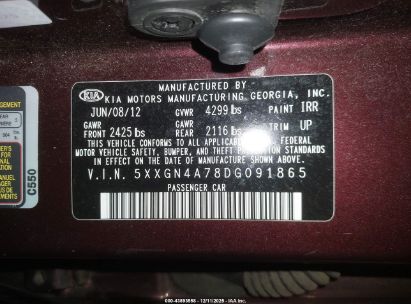 MANUFACTURED BY
KIA KIA MOTORS MANUFACTURING GEORGIA, INC.
JUN/08/12 GVWR 4299 lbs PAINT IRR
GAWR FRONT 2425 lbs GAWR REAR 2116 lbs TRIM UP
THIS VEHICLE CONFORMS TO ALL APPLICABLE U.S. FEDERAL
MOTOR VEHICLE SAFETY, BUMPER, AND THEFT PREVENTION STANDARDS
IN EFFECT ON THE DATE OF MANUFACTURE SHOWN ABOVE.
V.I.N. 5XXGN4A78DG091865
PASSENGER CAR
C550